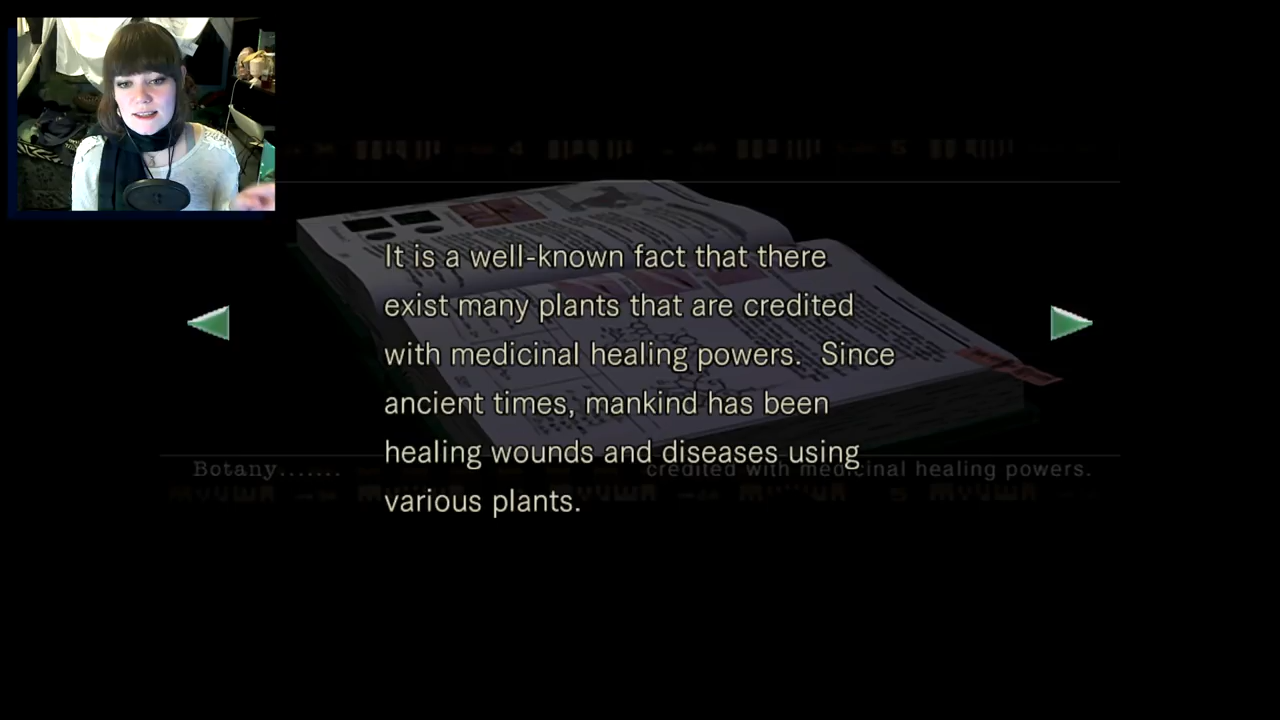 It is a well-known fact that there
exist many plants that are credited
with medicinal healing powers.  Since
ancient times, mankind has been
healing wounds and diseases using
various plants.
Botany....... credited with medicinal healing powers.